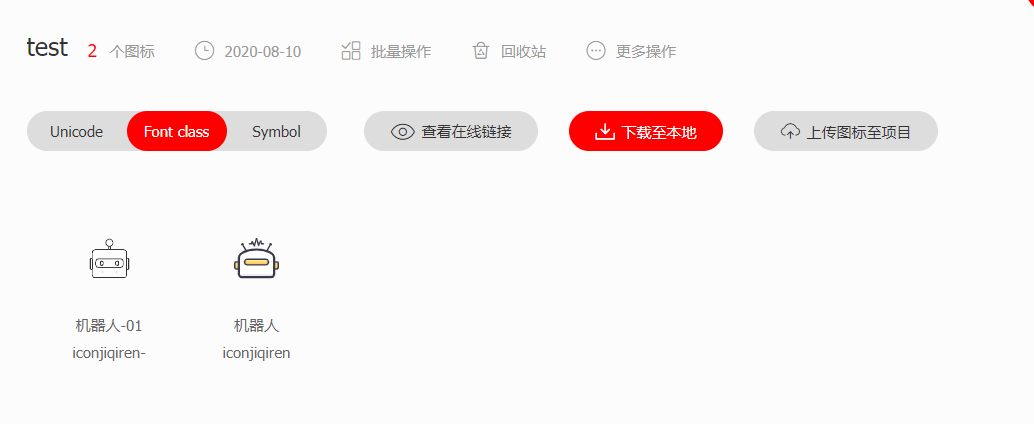 test 2 个图标 2020-08-10 批量操作 回收站 更多操作
Unicode Font class Symbol 查看在线链接 下载至本地 上传图标至项目
机器人-01 机器人
iconjiqiren- iconjiqiren